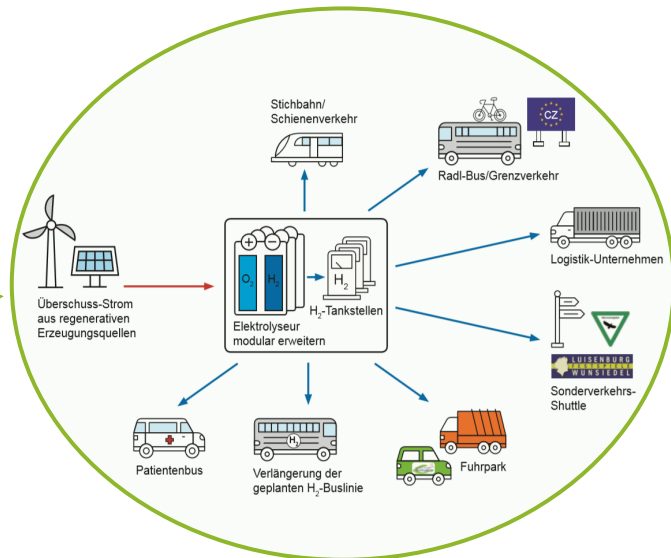 Stichbahn/
Schienenverkehr
CZ
Radl-Bus/Grenzverkehr
Logistik-Unternehmen
Überschuss-Strom
aus regenerativen
Erzeugungsquellen
+ −
O₂ H₂
H₂
H₂-Tankstellen
Elektrolyseur
modular erweitern
LUISENBURG
FESTSPIELE
WUNSIEDEL
Sonderverkehrs-
Shuttle
Patientenbus
H₂
Verlängerung der
geplanten H₂-Buslinie
Fuhrpark